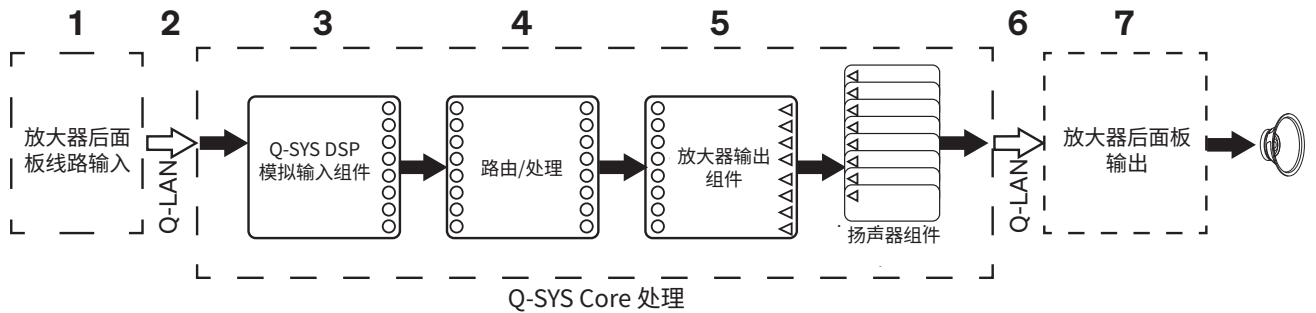 1
2
3
4
5
6
7
放大器后面
板线路输入
Q-LAN
Q-SYS DSP
模拟输入组件
路由/处理
放大器输出
组件
扬声器组件
Q-LAN
放大器后面板
输出
Q-SYS Core 处理